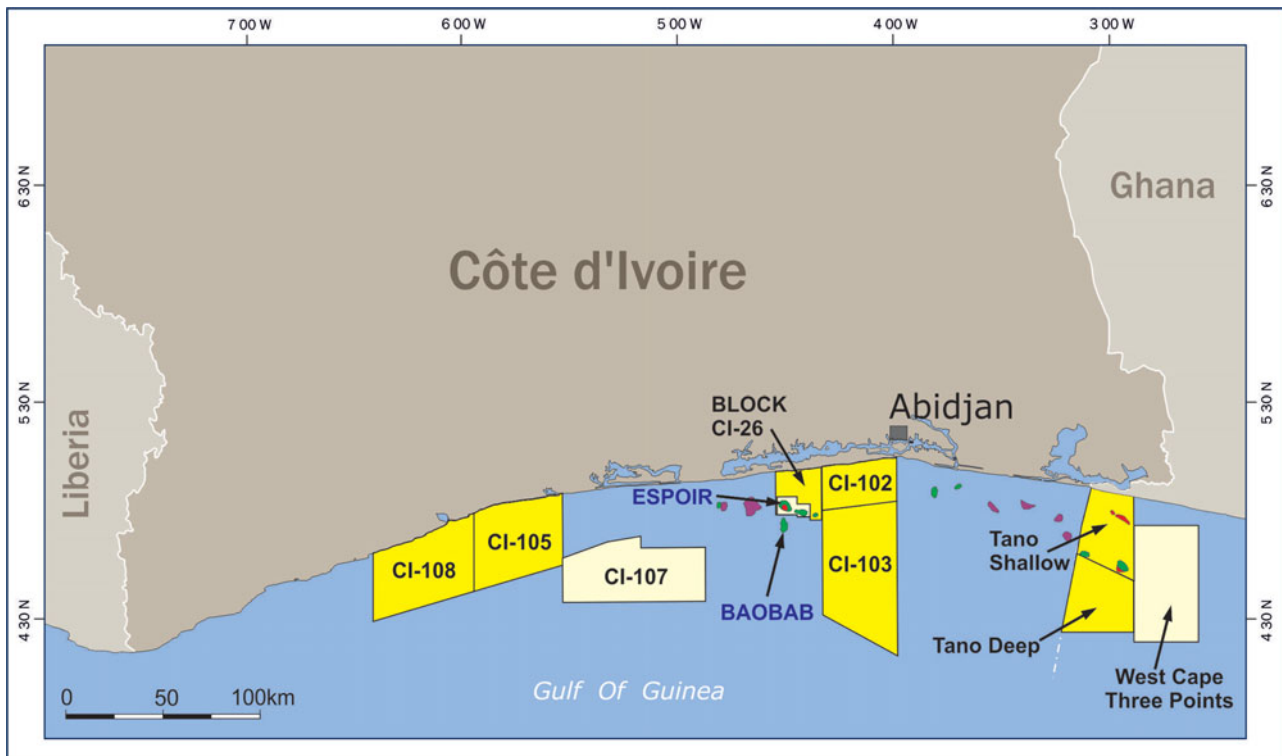 7 00 W
6 00 W
5 00 W
4 00 W
3 00 W
6 30 N
6 30 N
Ghana
Côte d'Ivoire
Liberia
5 30 N
5 30 N
BLOCK
CI-26
Abidjan
ESPOIR
CI-102
CI-105
CI-108
CI-107
CI-103
Tano
Shallow
BAOBAB
4 30 N
4 30 N
Tano Deep
West Cape
Three Points
Gulf Of Guinea
0
50
100km